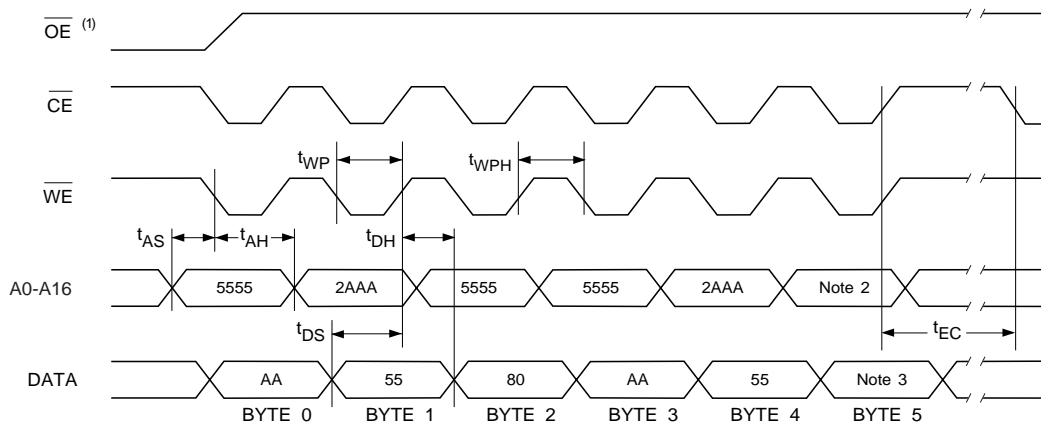 OE (1)
CE
tWP
tWPH
WE
tAS
tAH
tDH
A0-A16
5555
2AAA
5555
5555
2AAA
Note 2
tDS
tEC
DATA
AA
55
80
AA
55
Note 3
BYTE 0
BYTE 1
BYTE 2
BYTE 3
BYTE 4
BYTE 5